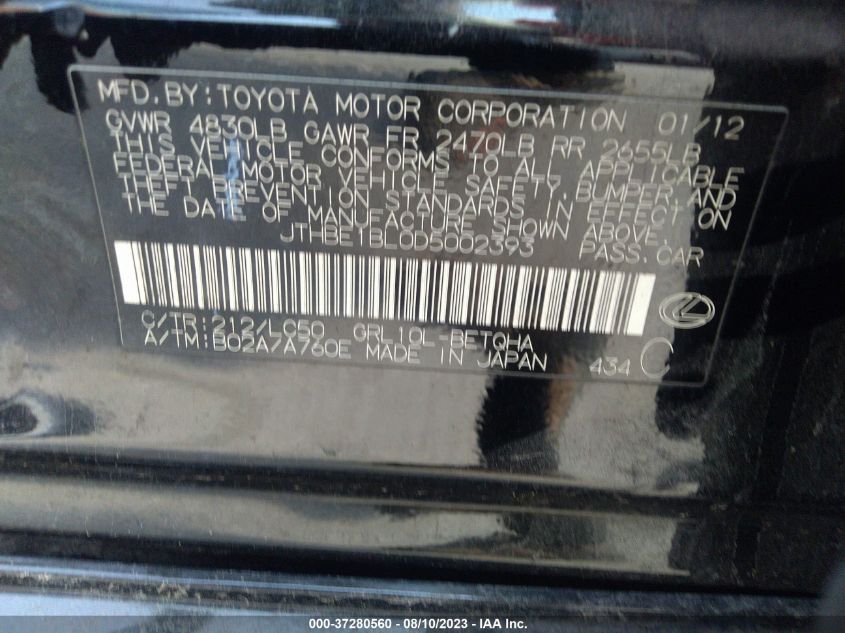 MFD.BY:TOYOTA MOTOR CORPORATION 01/12
GVWR 4830LB GAWR FR 2470LB RR 2655LB
THIS VEHICLE CONFORMS TO ALL APPLICABLE
FEDERAL MOTOR VEHICLE SAFETY,BUMPER,AND
THEFT PREVENTION STANDARDS IN EFFECT ON
THE DATE OF MANUFACTURE SHOWN ABOVE.
JTHBE1BL0D5002393 PASS.CAR
C/TR:212/LC50 GRL10L-BETQHA
A/TM:B02A/A760E MADE IN JAPAN 434
000-37280560 - 08/10/2023 - IAAI Inc.